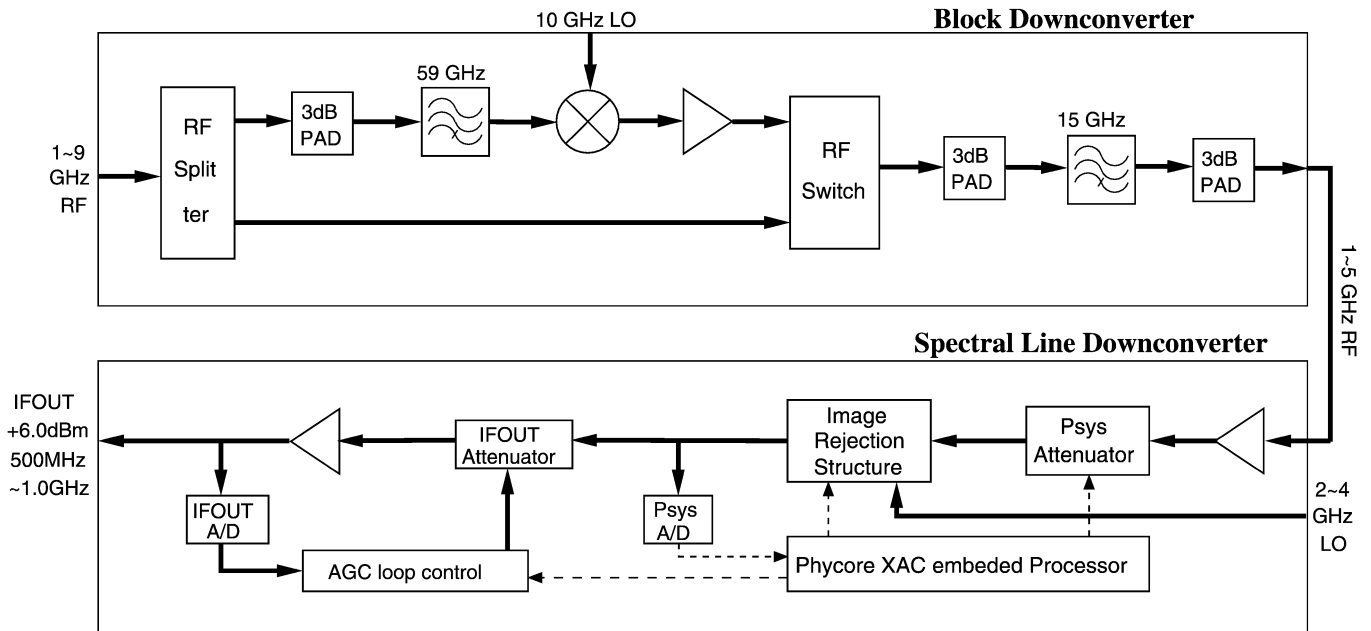 10 GHz LO
Block Downconverter
59 GHz
3dB
PAD
RF
Split
ter
1~9
GHz
RF
RF
Switch
15 GHz
3dB
PAD
3dB
PAD
1~5 GHz RF
Spectral Line Downconverter
IFOUT
+6.0dBm
500MHz
~1.0GHz
IFOUT
Attenuator
Image
Rejection
Structure
Psys
Attenuator
IFOUT
A/D
Psys
A/D
2~4
GHz
LO
AGC loop control
Phycore XAC embeded Processor